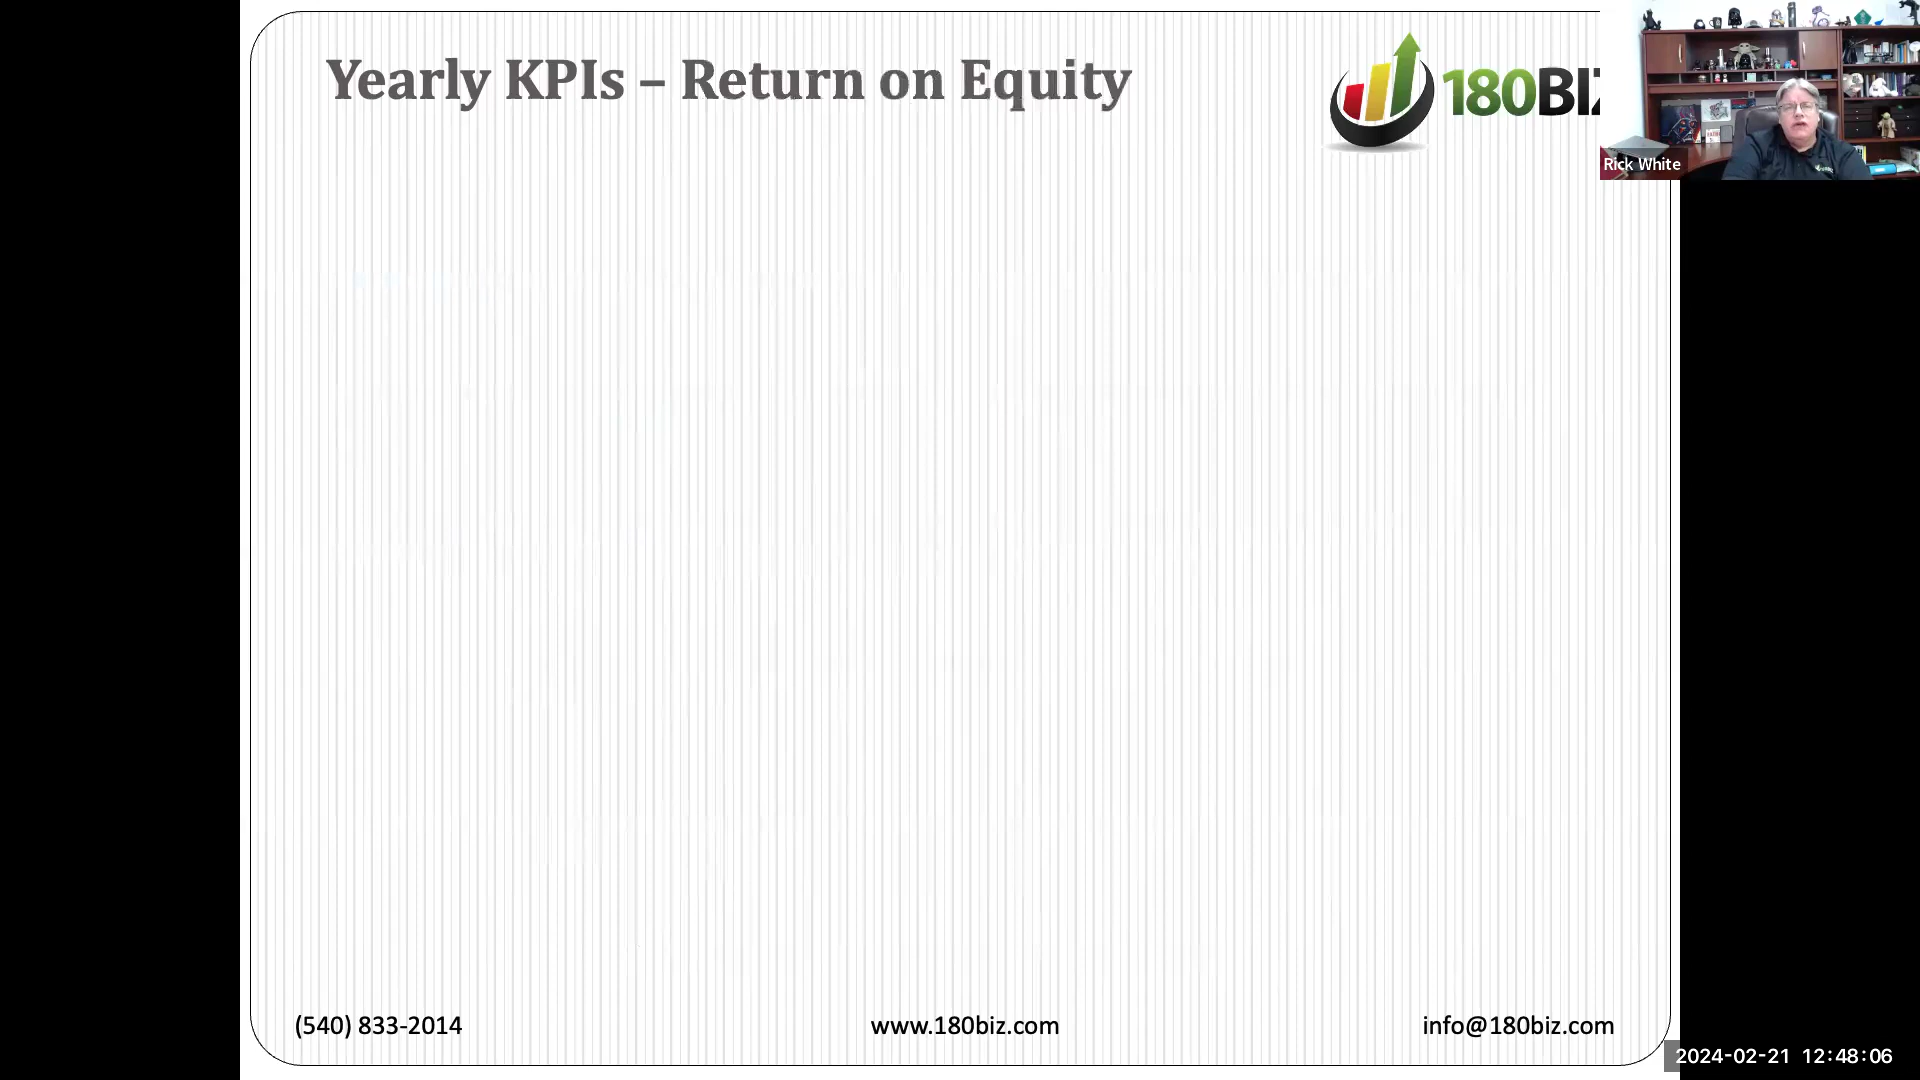 Yearly KPIs – Return on Equity
180BIZ
Rick White
(540) 833-2014
www.180biz.com
info@180biz.com
2024-02-21 12:48:06